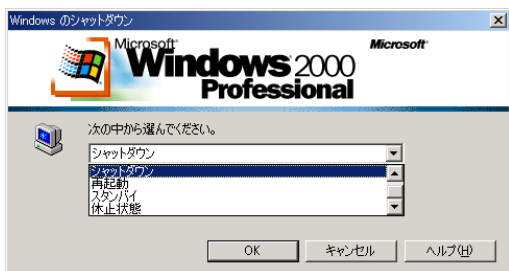 Windows のシャットダウン
Microsoft
Microsoft
Windows 2000
Professional
次の中から選んでください。
シャットダウン
シャットダウン
再起動
スタンバイ
休止状態
OK キャンセル ヘルプ(H)